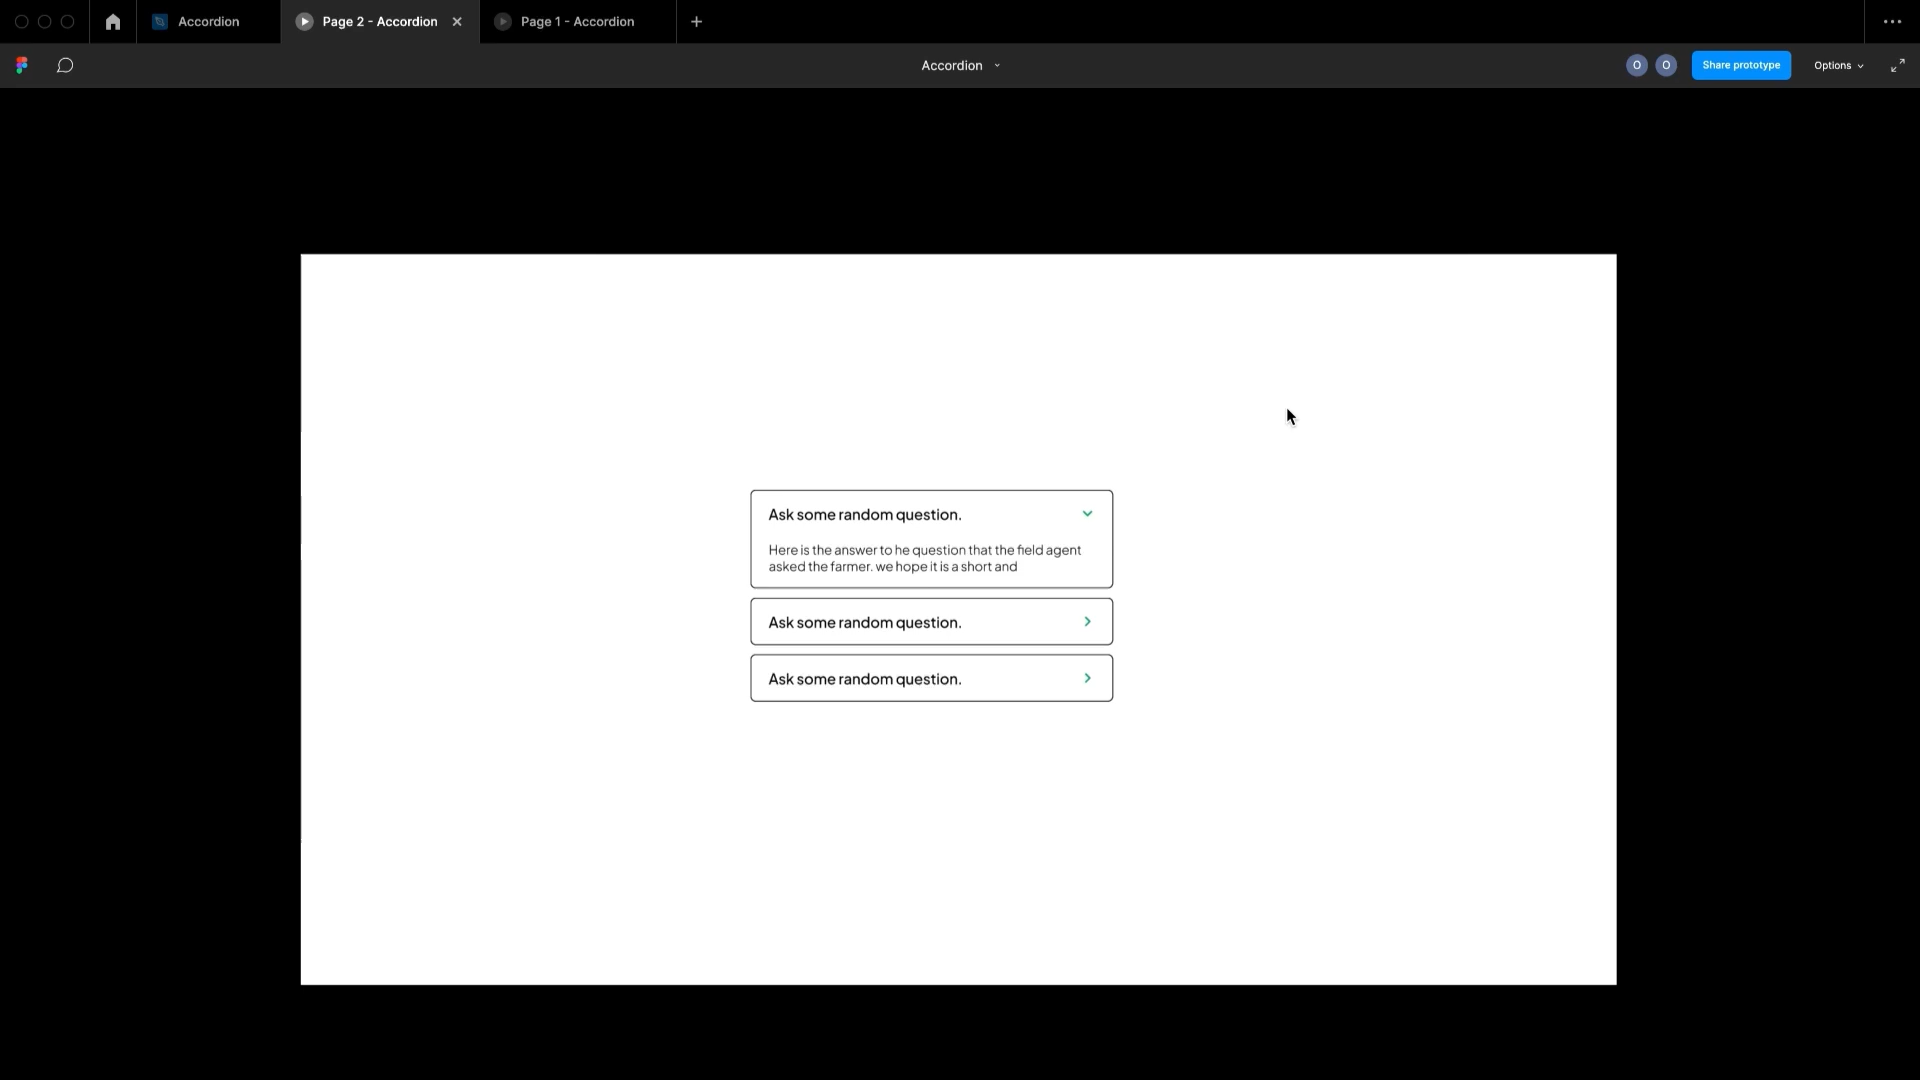 Accordion
Page 2 - Accordion
Page 1 - Accordion
Accordion
O
O
Share prototype
Options
Ask some random question.
Here is the answer to he question that the field agent
asked the farmer. we hope it is a short and
Ask some random question.
Ask some random question.